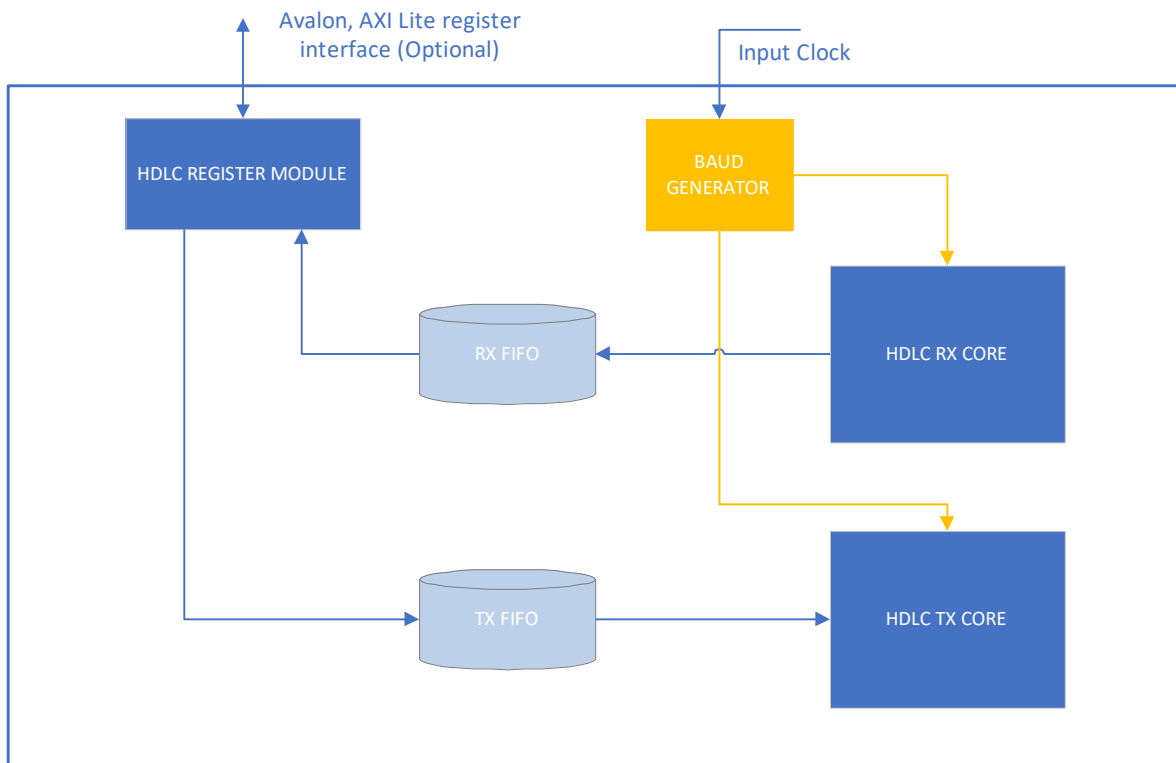 Avalon, AXI Lite register
interface (Optional)
Input Clock
HDLC REGISTER MODULE
BAUD
GENERATOR
RX FIFO
HDLC RX CORE
TX FIFO
HDLC TX CORE